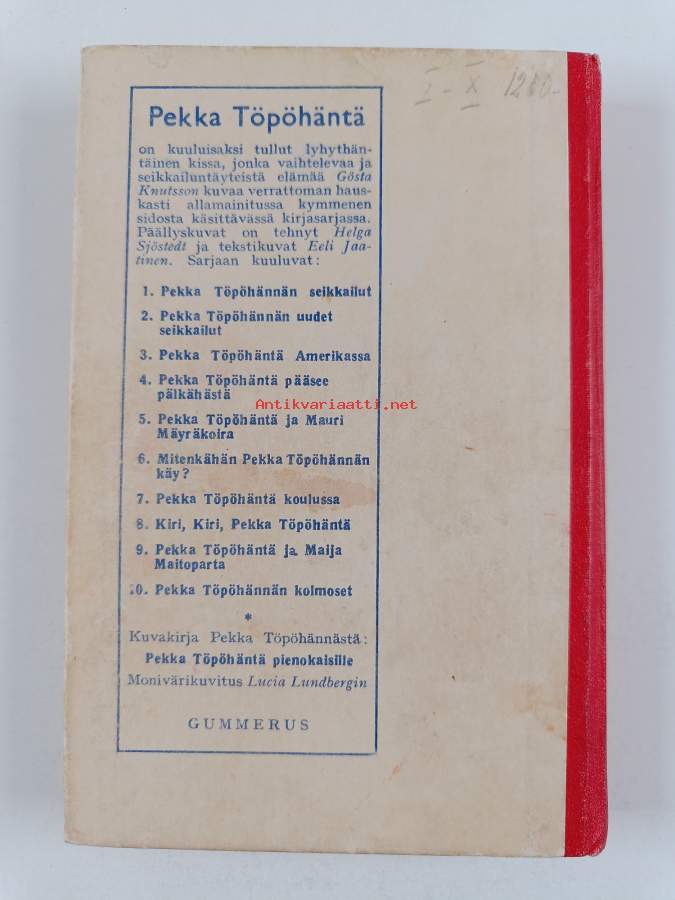 I - X 1280-
Pekka Töpöhäntä
on kuuluisaksi tullut lyhythän-
täinen kissa, jonka vaihtelevaa ja
seikkailuntäyteistä elämää Gösta
Knutsson kuvaa verrattoman haus-
kasti allamainitussa kymmenen
sidosta käsittävässä kirjasarjassa.
Päällyskuvat on tehnyt Helga
Sjöstedt ja tekstikuvat Eeli Jaa-
tinen. Sarjaan kuuluvat:
1. Pekka Töpöhännän seikkailut
2. Pekka Töpöhännän uudet
seikkailut
3. Pekka Töpöhäntä Amerikassa
4. Pekka Töpöhäntä pääsee
pälkähästä
Antikvariaatti.net
5. Pekka Töpöhäntä ja Mauri
Mäyräkoira
6. Mitenkähän Pekka Töpöhännän
käy?
7. Pekka Töpöhäntä koulussa
8. Kiri, Kiri, Pekka Töpöhäntä
9. Pekka Töpöhäntä ja Maija
Maitoparta
10. Pekka Töpöhännän kolmoset
*
Kuvakirja Pekka Töpöhännästä:
Pekka Töpöhäntä pienokaisille
Monivärikuvitus Lucia Lundbergin
GUMMERUS